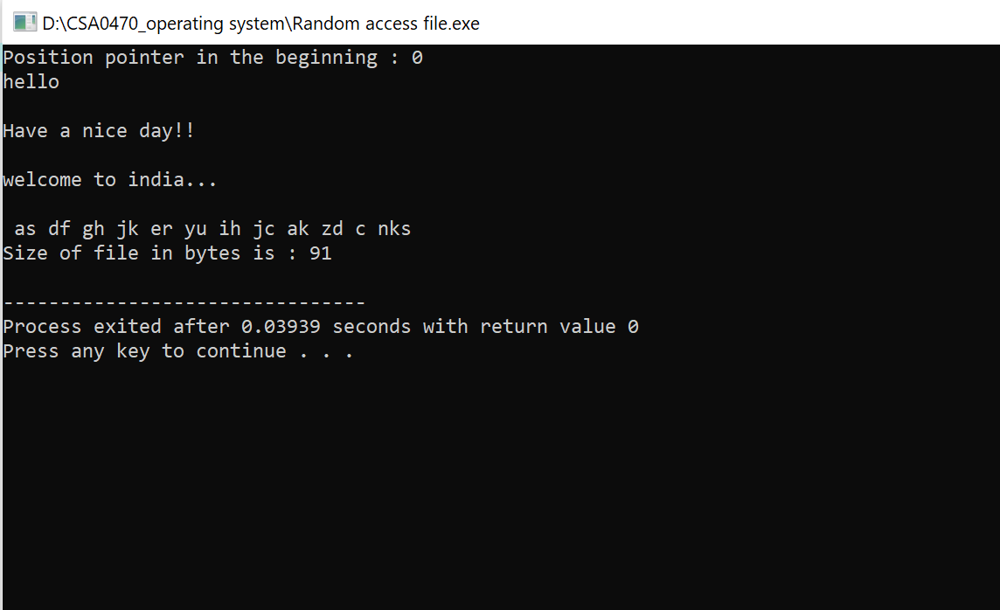 D:\CSA0470_operating system\Random access file.exe
Position pointer in the beginning : 0
hello
Have a nice day!!
welcome to india...
 as df gh jk er yu ih jc ak zd c nks
Size of file in bytes is : 91
--------------------------------
Process exited after 0.03939 seconds with return value 0
Press any key to continue . . .